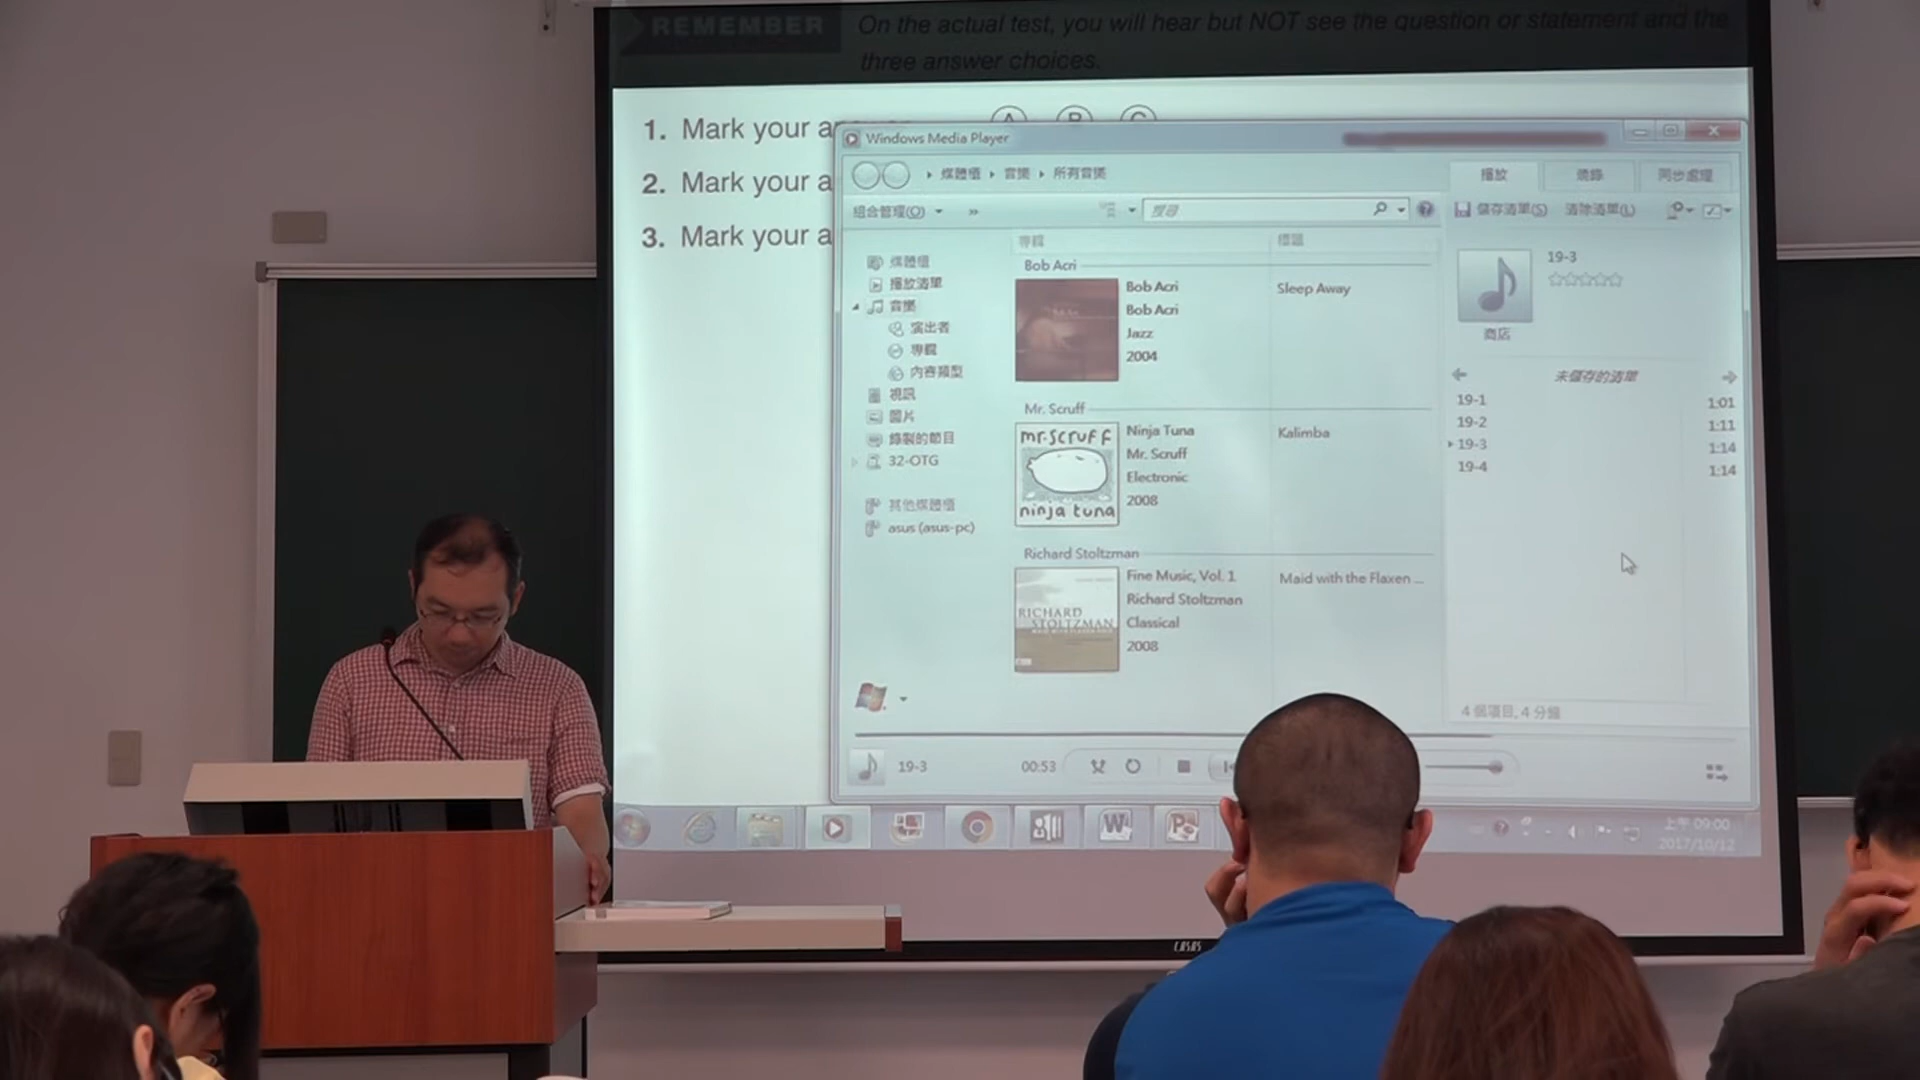 REMEMBER
On the actual test, you will hear but NOT see the question or statement and the
three answer choices.
1. Mark your a
2. Mark your a
3. Mark your a
A B C
Windows Media Player
媒體櫃 音樂 所有音樂
播放
燒錄
同步處理
組合管理(O)
»
搜尋
儲存清單(S)
清除清單(L)
專輯
標題
媒體櫃
播放清單
音樂
演出者
專輯
內容類型
視訊
圖片
錄製的節目
32-OTG
其他媒體櫃
asus (asus-pc)
Bob Acri
Bob Acri
Bob Acri
Jazz
2004
Sleep Away
Mr. Scruff
mr.scruff
ninja tuna
Ninja Tuna
Mr. Scruff
Electronic
2008
Kalimba
Richard Stoltzman
RICHARD
STOLTZMAN
Fine Music, Vol. 1
Richard Stoltzman
Classical
2008
Maid with the Flaxen ...
19-3
商店
未儲存的清單
19-1 1:01
19-2 1:11
19-3 1:14
19-4 1:14
4 個項目, 4 分鐘
19-3
00:53
上午 09:00
2017/10/12